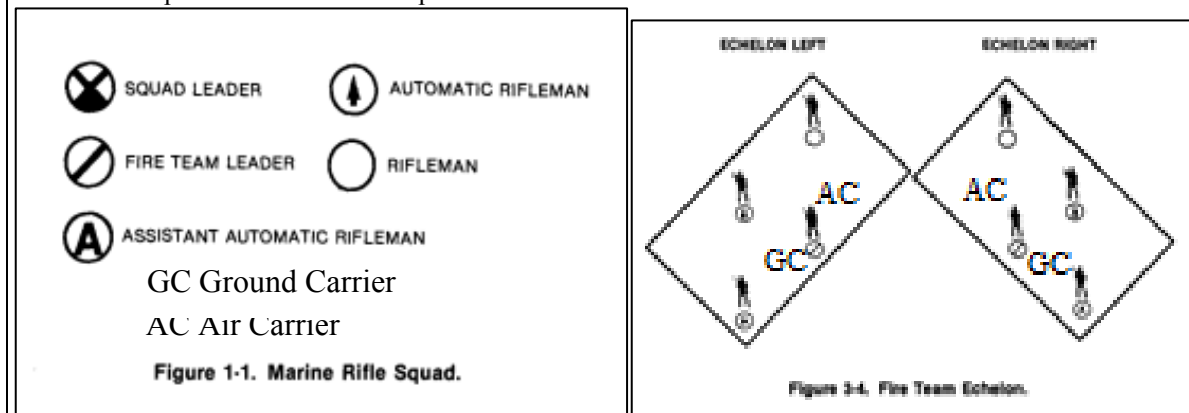 SQUAD LEADER
AUTOMATIC RIFLEMAN
FIRE TEAM LEADER
RIFLEMAN
A ASSISTANT AUTOMATIC RIFLEMAN
GC Ground Carrier
AC Air Carrier
Figure 1-1. Marine Rifle Squad.
ECHELON LEFT
ECHELON RIGHT
AC
AC
GC
GC
Figure 3-4. Fire Team Echelon.